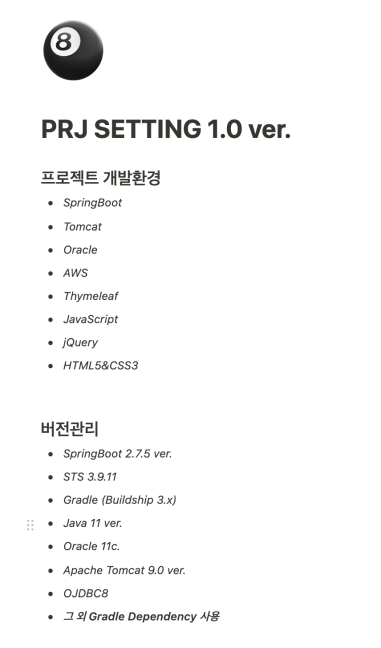 8
PRJ SETTING 1.0 ver.
프로젝트 개발환경
• SpringBoot
• Tomcat
• Oracle
• AWS
• Thymeleaf
• JavaScript
• jQuery
• HTML5&CSS3
버전관리
• SpringBoot 2.7.5 ver.
• STS 3.9.11
• Gradle (Buildship 3.x)
• Java 11 ver.
• Oracle 11c.
• Apache Tomcat 9.0 ver.
• OJDBC8
• 그 외 Gradle Dependency 사용